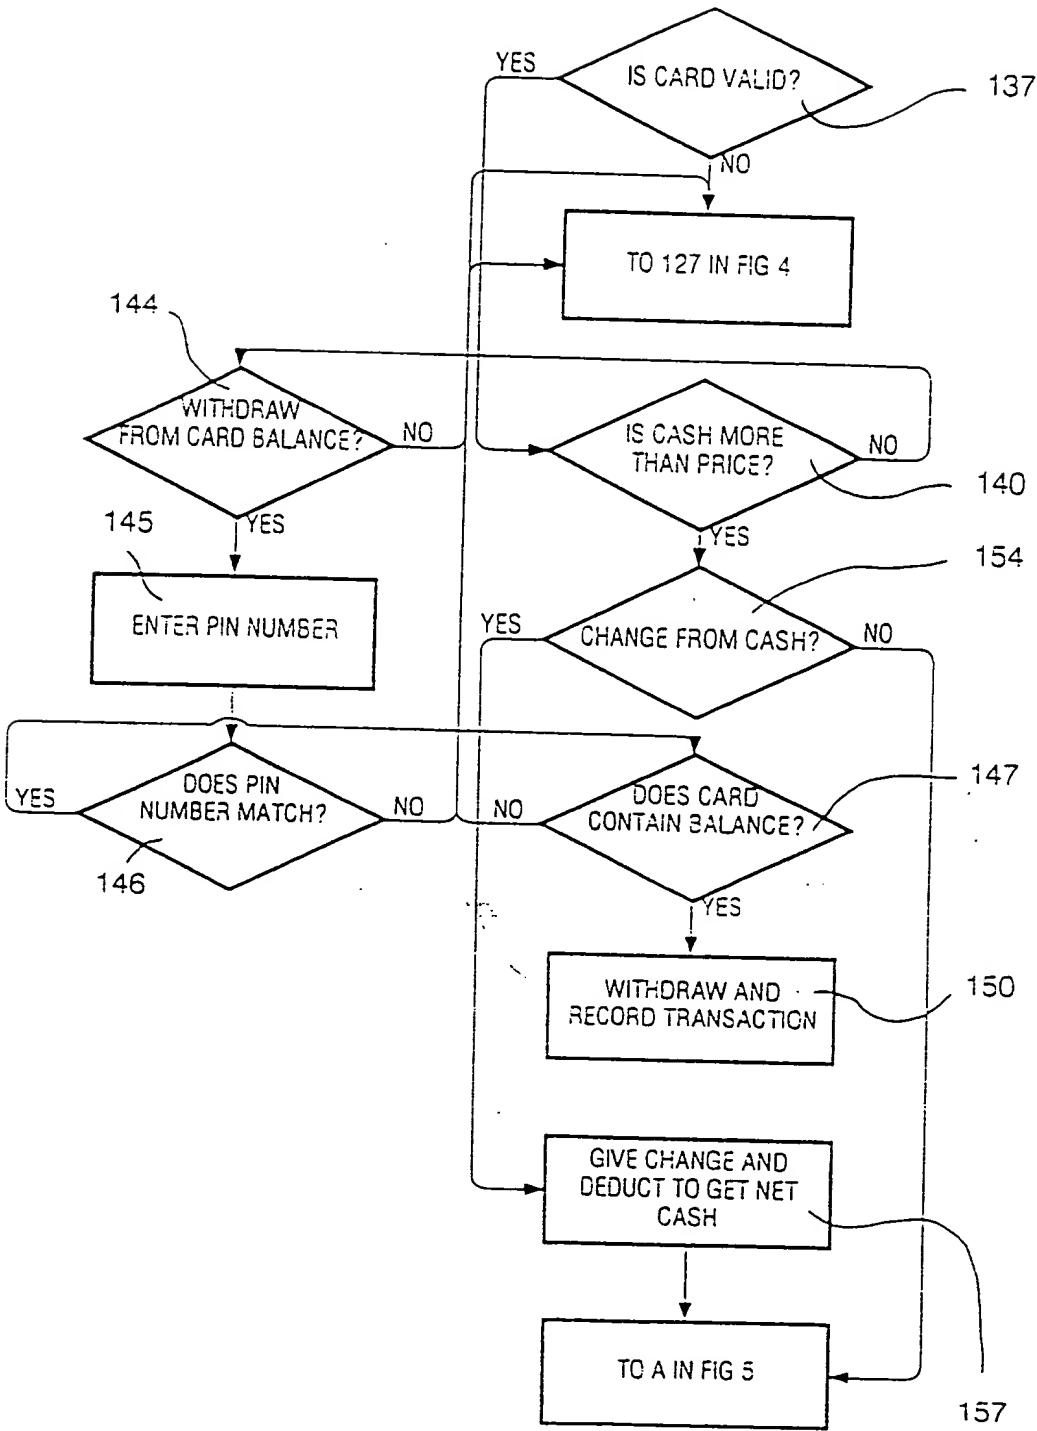 YES
IS CARD VALID?
137
NO
TO 127 IN FIG 4
144
WITHDRAW
FROM CARD BALANCE?
NO
YES
IS CASH MORE
THAN PRICE?
NO
140
YES
145
ENTER PIN NUMBER
154
YES
CHANGE FROM CASH?
NO
YES
DOES PIN
NUMBER MATCH?
NO
146
NO
DOES CARD
CONTAIN BALANCE?
147
YES
WITHDRAW AND
RECORD TRANSACTION
150
GIVE CHANGE AND
DEDUCT TO GET NET
CASH
157
TO A IN FIG 5